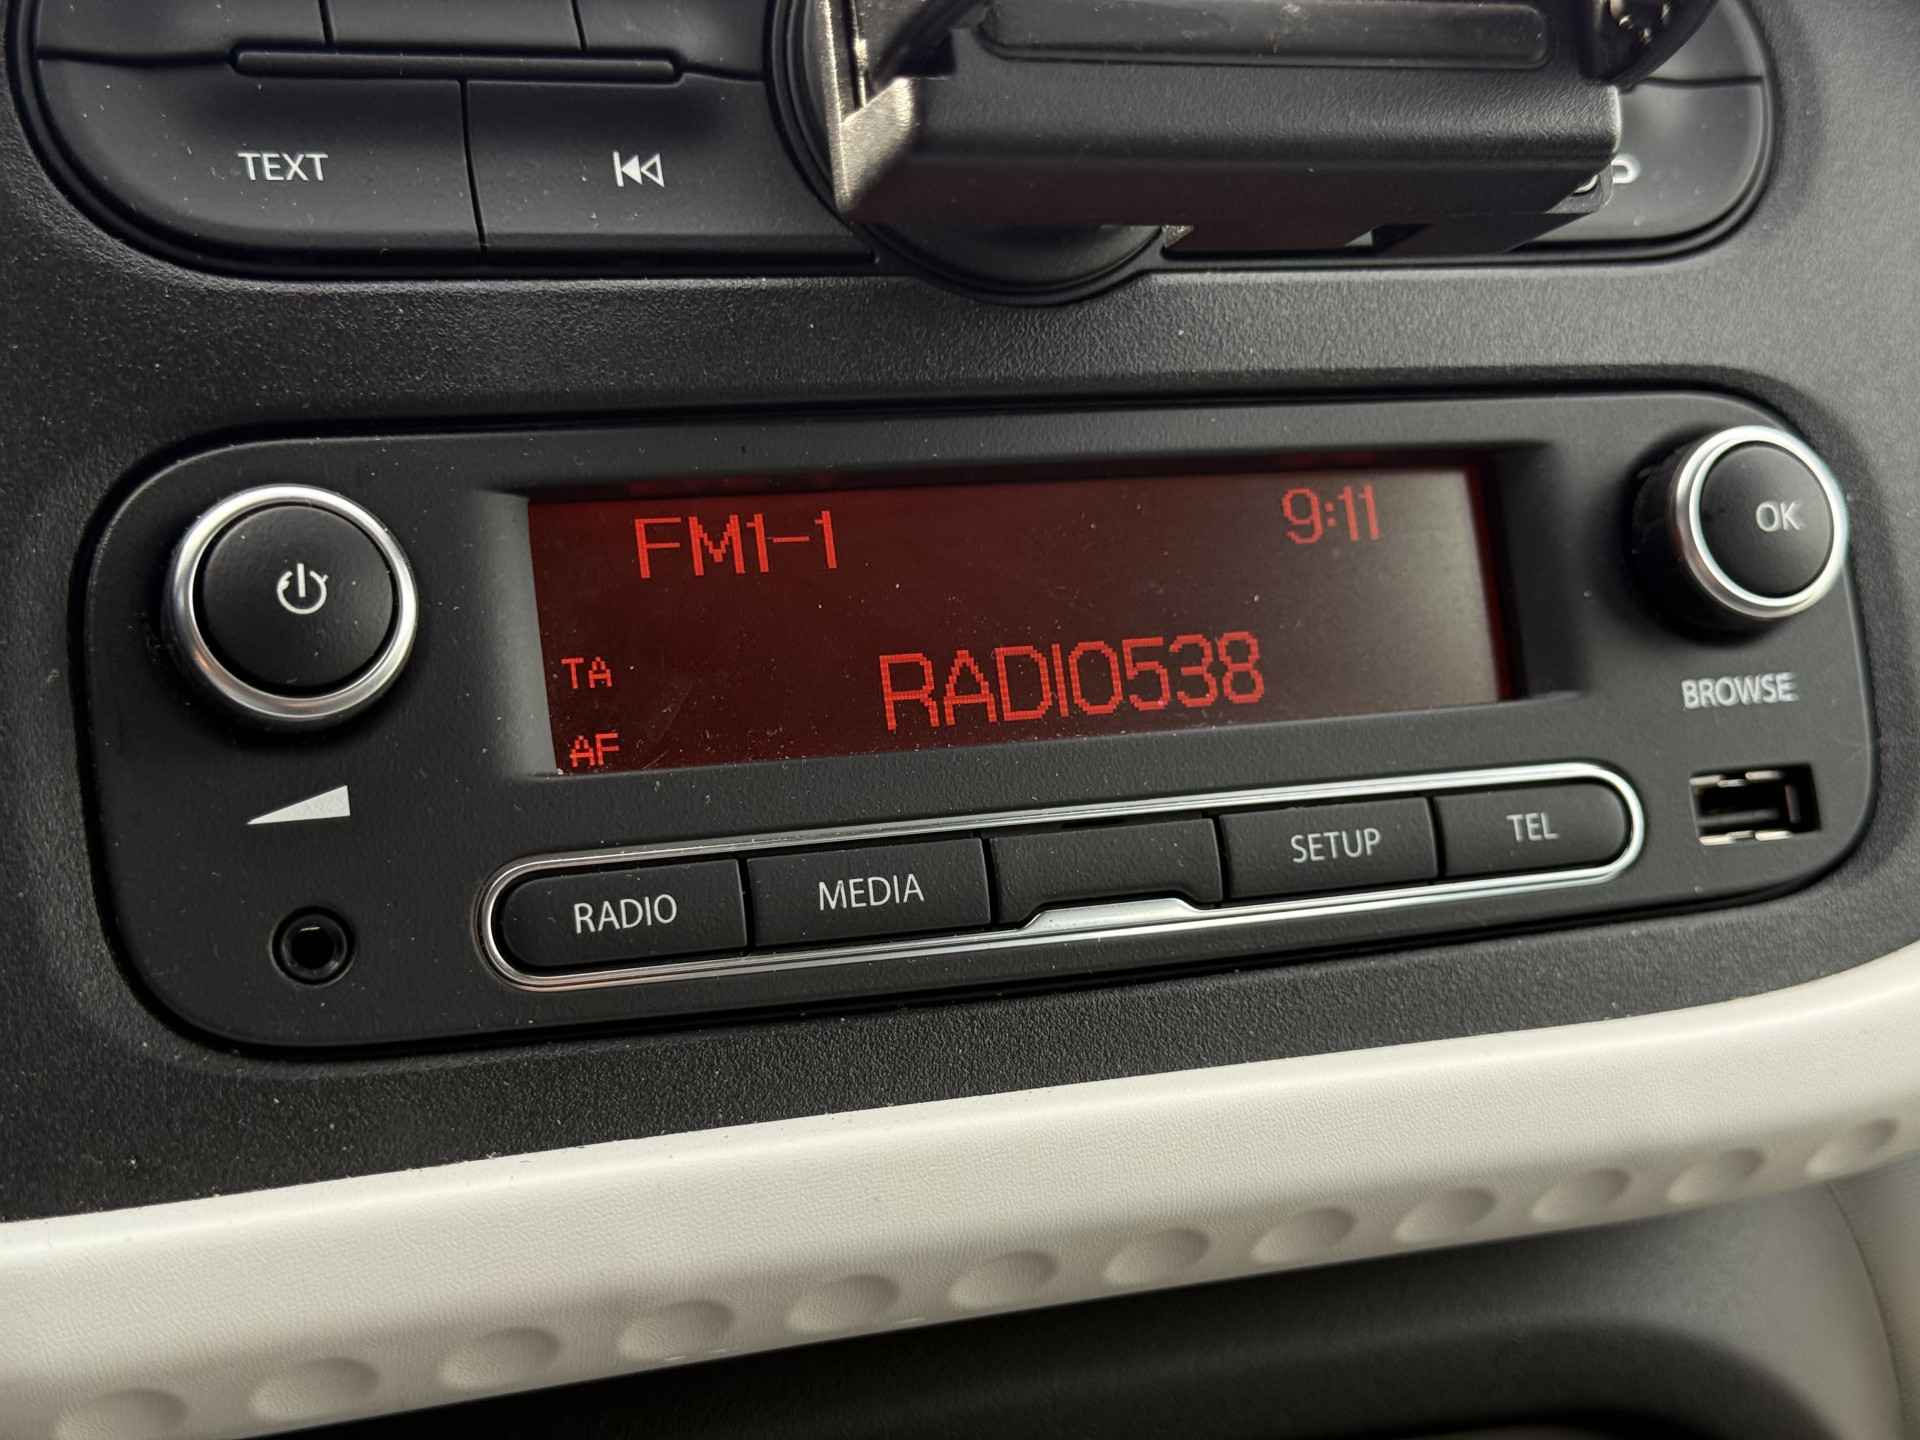 TEXT
FM1-1 9:11
OK
TA RADIO538
BROWSE
AF
RADIO MEDIA SETUP TEL